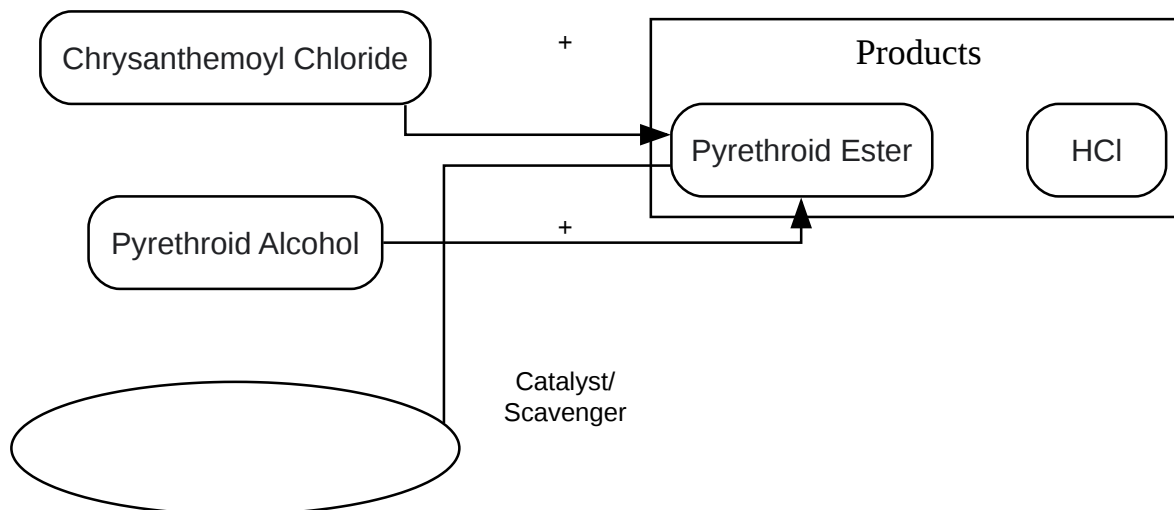 Chrysanthemoyl Chloride
+
Products
Pyrethroid Ester
HCl
Pyrethroid Alcohol
+
Catalyst/
Scavenger